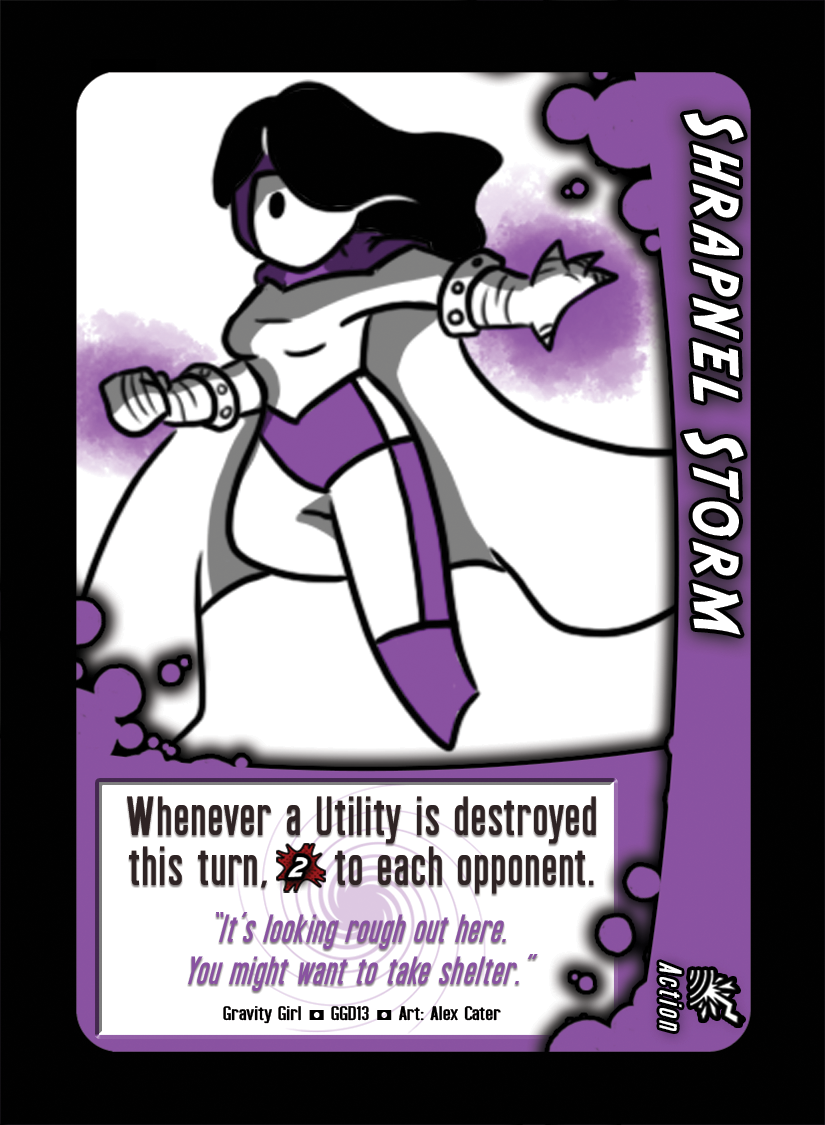 SHRAPNEL STORM
Whenever a Utility is destroyed
this turn, 2 to each opponent.
"It's looking rough out here.
You might want to take shelter."
Gravity Girl ◘ GGD13 ◘ Art: Alex Cater
Action